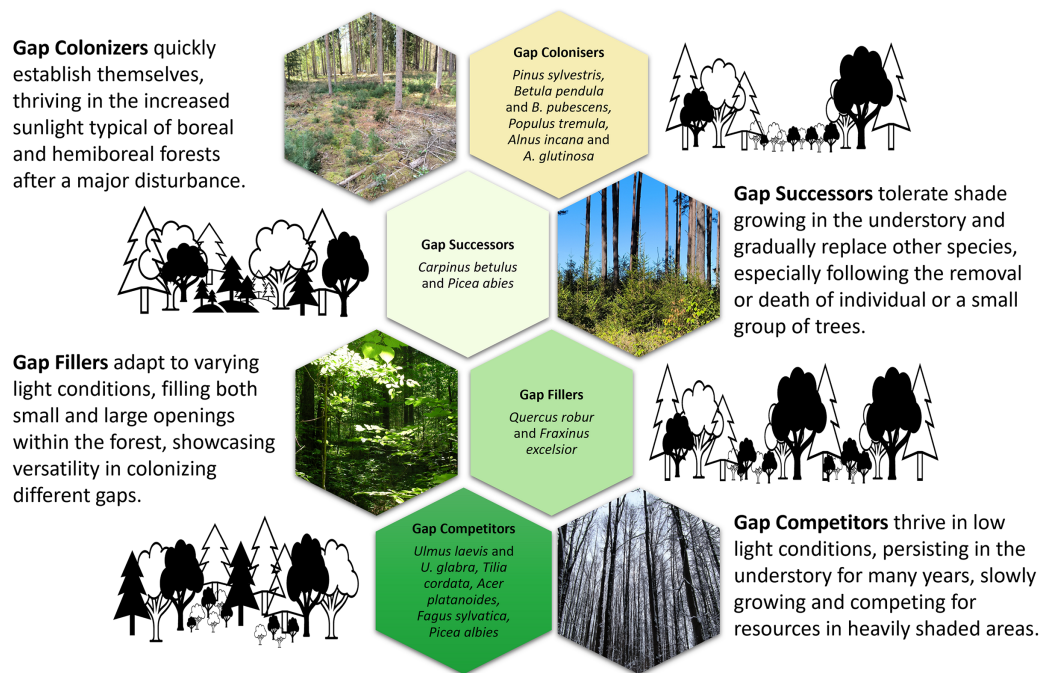 Gap Colonizers quickly
establish themselves,
thriving in the increased
sunlight typical of boreal
and hemiboreal forests
after a major disturbance.
Gap Colonisers
Pinus sylvestris,
Betula pendula
and B. pubescens,
Populus tremula,
Alnus incana and
A. glutinosa
Gap Successors
Carpinus betulus
and Picea abies
Gap Successors tolerate shade
growing in the understory and
gradually replace other species,
especially following the removal
or death of individual or a small
group of trees.
Gap Fillers adapt to varying
light conditions, filling both
small and large openings
within the forest, showcasing
versatility in colonizing
different gaps.
Gap Fillers
Quercus robur
and Fraxinus
excelsior
Gap Competitors
Ulmus laevis and
U. glabra, Tilia
cordata, Acer
platanoides,
Fagus sylvatica,
Picea albies
Gap Competitors thrive in low
light conditions, persisting in the
understory for many years, slowly
growing and competing for
resources in heavily shaded areas.